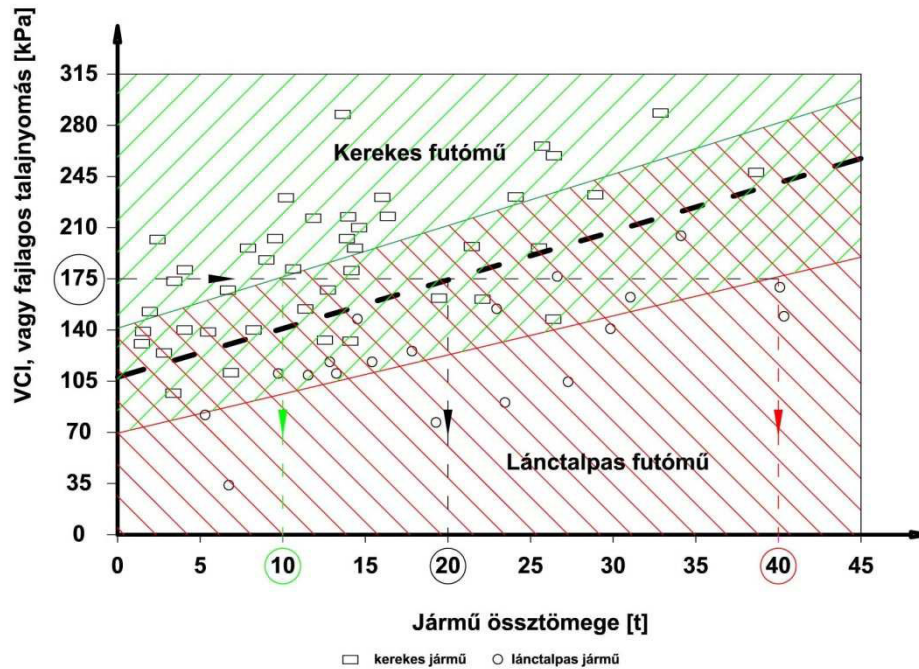 VCI, vagy fajlagos talajnyomás [kPa]
315
280
245
210
175
140
105
70
35
0
Kerekes futómű
Lánctalpas futómű
0 5 10 15 20 25 30 35 40 45
Jármű össztömege [t]
kerekes jármű lánctalpas jármű